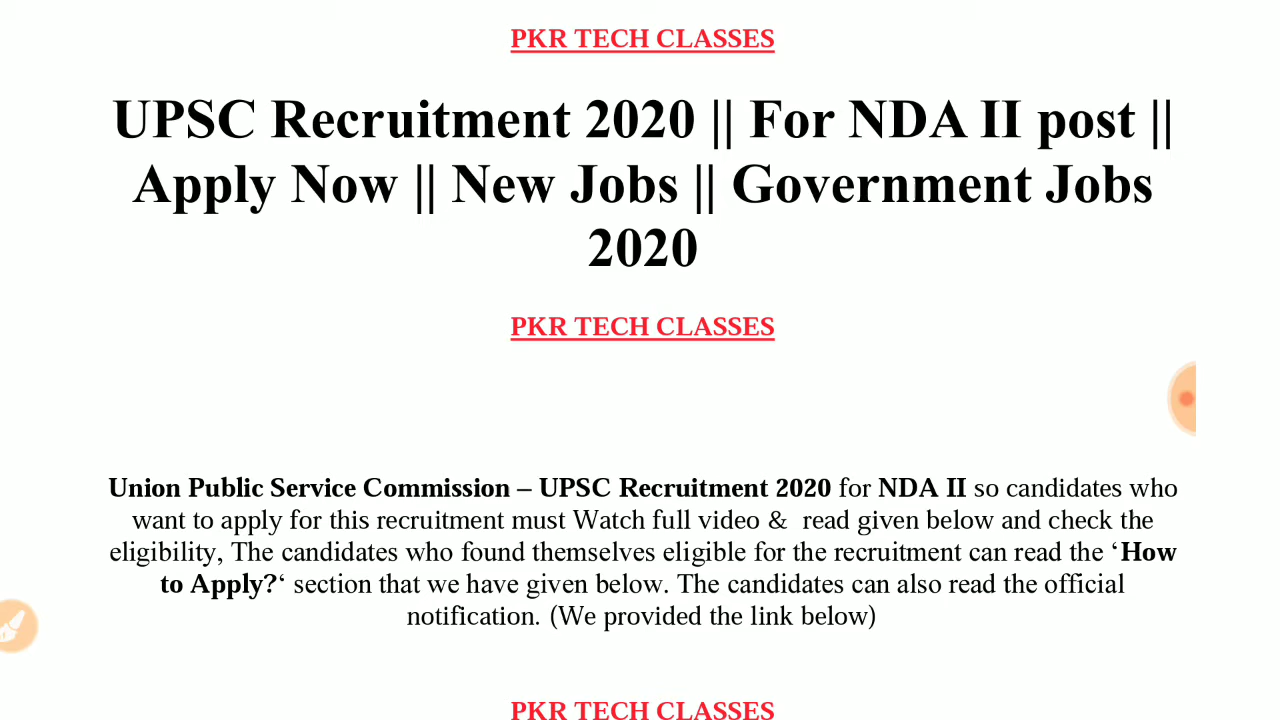 PKR TECH CLASSES
UPSC Recruitment 2020 || For NDA II post ||
Apply Now || New Jobs || Government Jobs
2020
PKR TECH CLASSES
Union Public Service Commission – UPSC Recruitment 2020 for NDA II so candidates who
want to apply for this recruitment must Watch full video &  read given below and check the
eligibility, The candidates who found themselves eligible for the recruitment can read the ‘How
to Apply?‘ section that we have given below. The candidates can also read the official
notification. (We provided the link below)
PKR TECH CLASSES